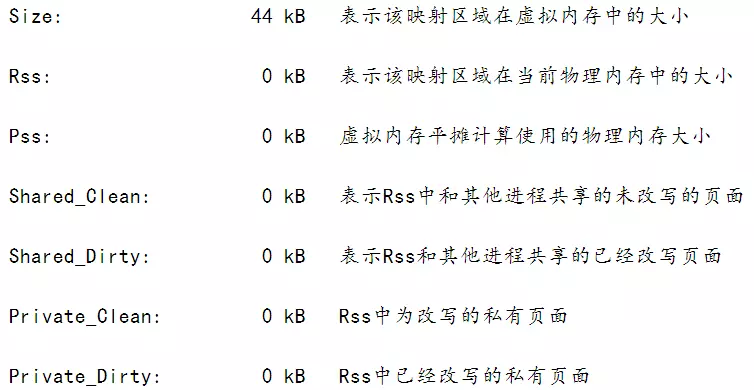 Size: 44 kB 表示该映射区域在虚拟内存中的大小
Rss: 0 kB 表示该映射区域在当前物理内存中的大小
Pss: 0 kB 虚拟内存平摊计算使用的物理内存大小
Shared_Clean: 0 kB 表示Rss中和其他进程共享的未改写的页面
Shared_Dirty: 0 kB 表示Rss和其他进程共享的已经改写页面
Private_Clean: 0 kB Rss中为改写的私有页面
Private_Dirty: 0 kB Rss中已经改写的私有页面